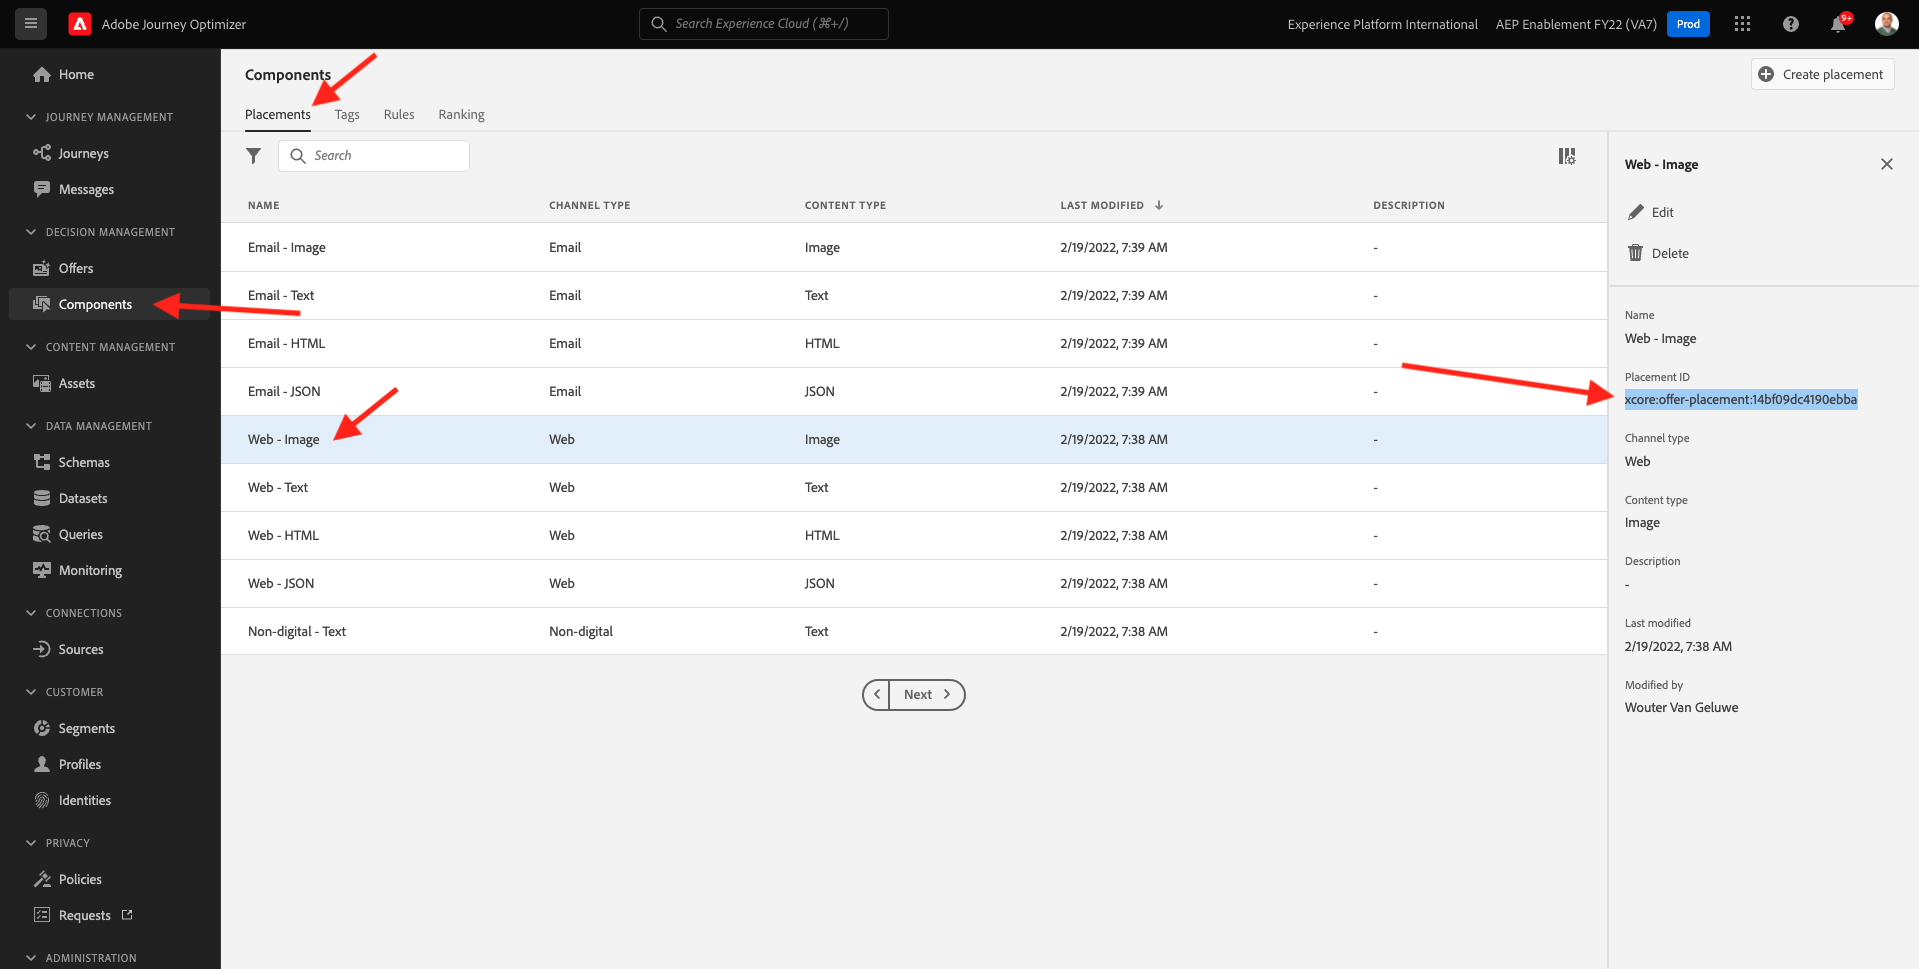 Adobe Journey Optimizer
Search Experience Cloud (⌘+/)
Experience Platform International
AEP Enablement FY22 (VA7)
Prod
9+
Home
JOURNEY MANAGEMENT
Journeys
Messages
DECISION MANAGEMENT
Offers
Components
CONTENT MANAGEMENT
Assets
DATA MANAGEMENT
Schemas
Datasets
Queries
Monitoring
CONNECTIONS
Sources
CUSTOMER
Segments
Profiles
Identities
PRIVACY
Policies
Requests
ADMINISTRATION
Components
Create placement
Placements Tags Rules Ranking
Search
NAME CHANNEL TYPE CONTENT TYPE LAST MODIFIED DESCRIPTION
Email - Image Email Image 2/19/2022, 7:39 AM -
Email - Text Email Text 2/19/2022, 7:39 AM -
Email - HTML Email HTML 2/19/2022, 7:39 AM -
Email - JSON Email JSON 2/19/2022, 7:39 AM -
Web - Image Web Image 2/19/2022, 7:38 AM -
Web - Text Web Text 2/19/2022, 7:38 AM -
Web - HTML Web HTML 2/19/2022, 7:38 AM -
Web - JSON Web JSON 2/19/2022, 7:38 AM -
Non-digital - Text Non-digital Text 2/19/2022, 7:38 AM -
Next
Web - Image
Edit
Delete
Name
Web - Image
Placement ID
xcore:offer-placement:14bf09dc4190ebba
Channel type
Web
Content type
Image
Description
-
Last modified
2/19/2022, 7:38 AM
Modified by
Wouter Van Geluwe